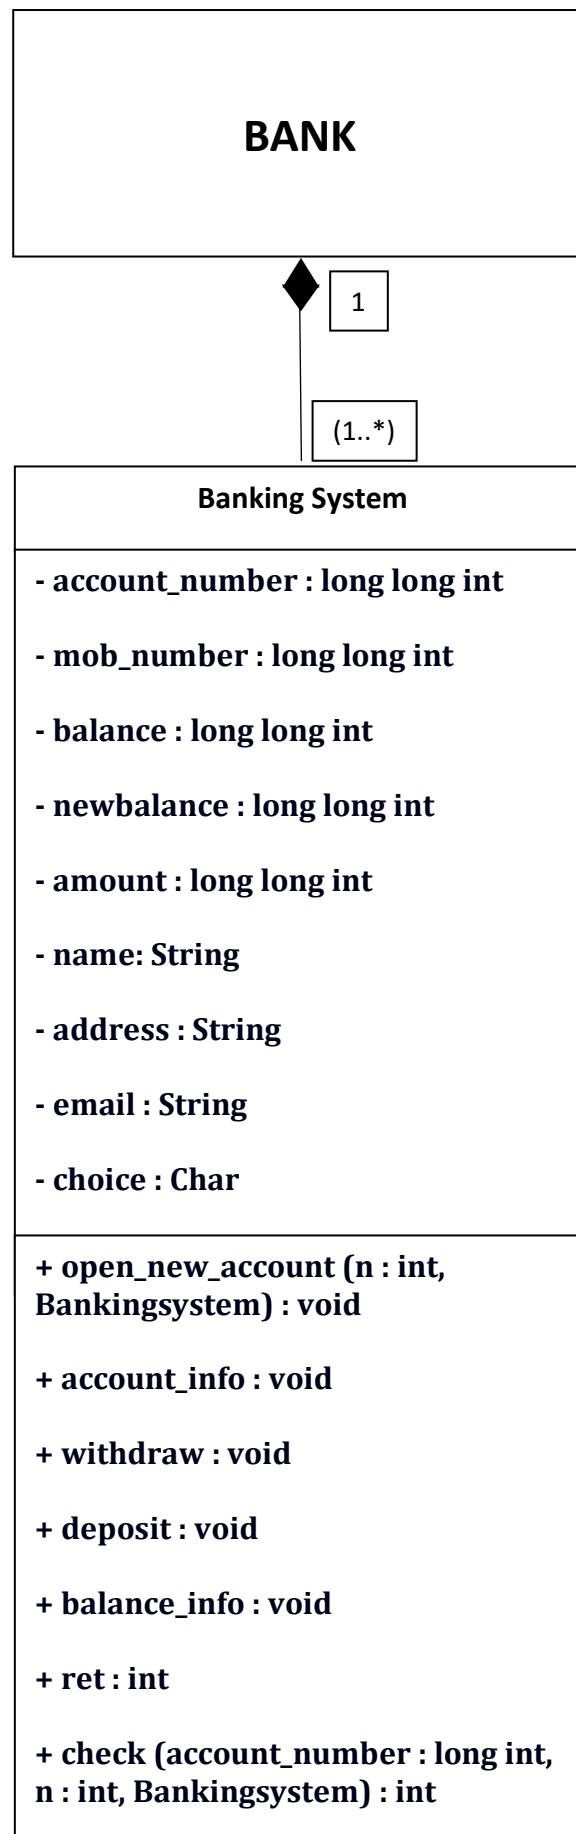 BANK
1
(1..*)
Banking System
- account_number : long long int
- mob_number : long long int
- balance : long long int
- newbalance : long long int
- amount : long long int
- name: String
- address : String
- email : String
- choice : Char
+ open_new_account (n : int,
Bankingsystem) : void
+ account_info : void
+ withdraw : void
+ deposit : void
+ balance_info : void
+ ret : int
+ check (account_number : long int,
n : int, Bankingsystem) : int